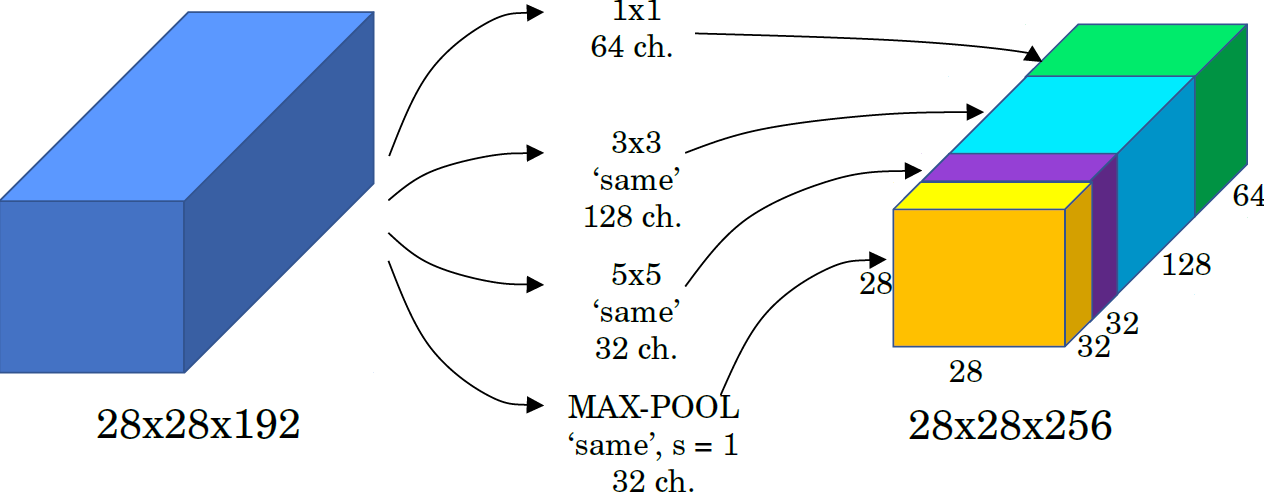 1x1
64 ch.
3x3
‘same’
128 ch.
5x5
‘same’
32 ch.
MAX-POOL
‘same’, s = 1
32 ch.
28x28x192
64
128
32
32
28
28
28x28x256